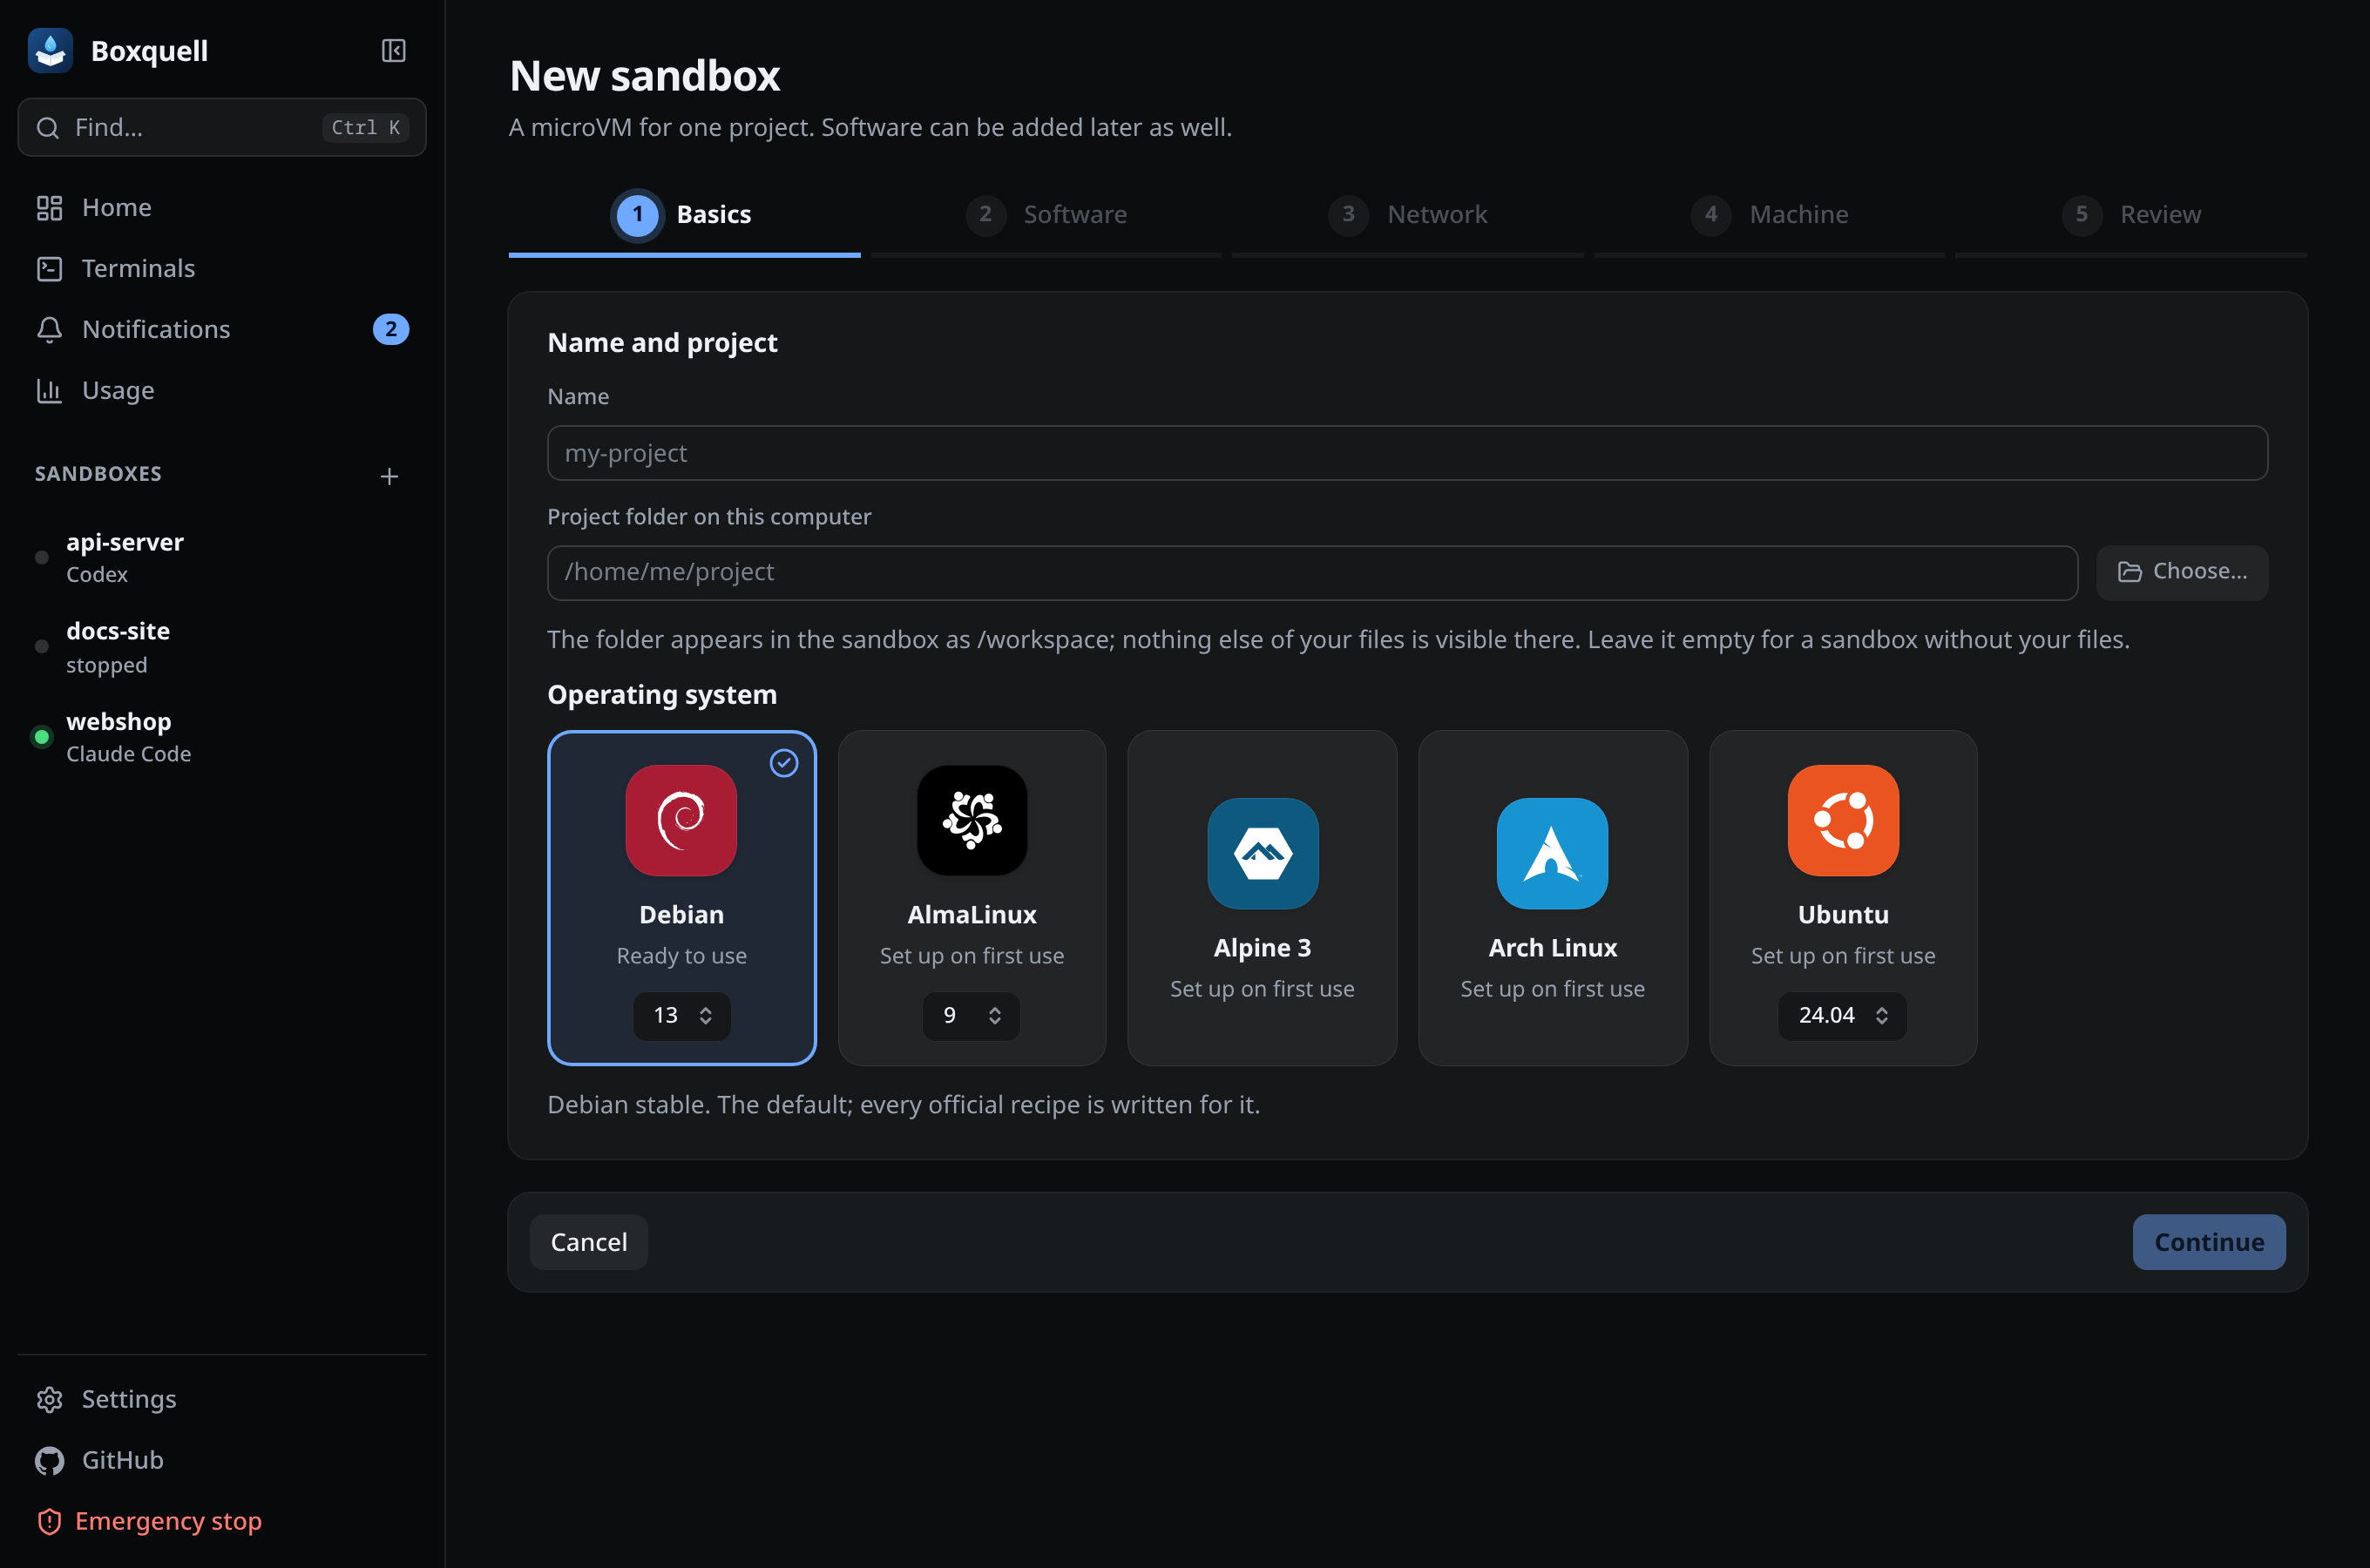 Boxquell
Find...
Ctrl K
Home
Terminals
Notifications
2
Usage
SANDBOXES
api-server
Codex
docs-site
stopped
webshop
Claude Code
Settings
GitHub
Emergency stop
New sandbox
A microVM for one project. Software can be added later as well.
1 Basics
2 Software
3 Network
4 Machine
5 Review
Name and project
Name
my-project
Project folder on this computer
/home/me/project
Choose...
The folder appears in the sandbox as /workspace; nothing else of your files is visible there. Leave it empty for a sandbox without your files.
Operating system
Debian
Ready to use
13
AlmaLinux
Set up on first use
9
Alpine 3
Set up on first use
Arch Linux
Set up on first use
Ubuntu
Set up on first use
24.04
Debian stable. The default; every official recipe is written for it.
Cancel
Continue